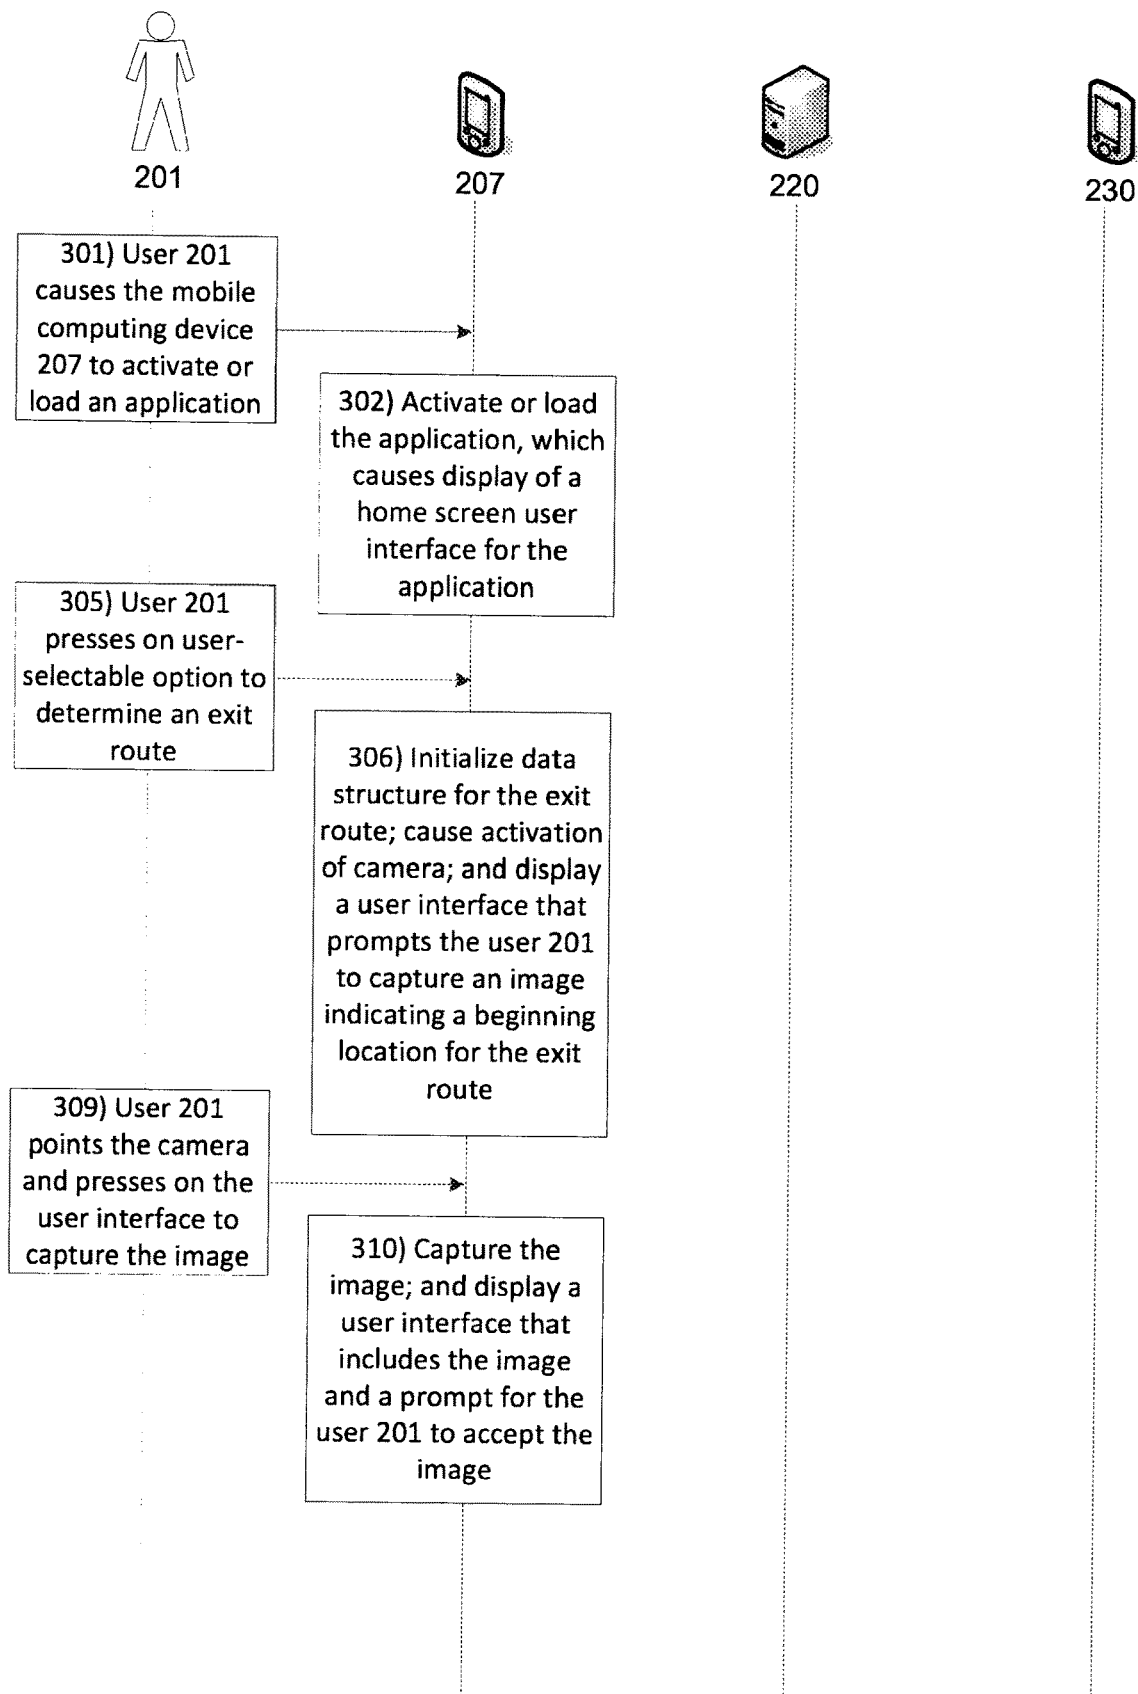 201
207
220
230
301) User 201
causes the mobile
computing device
207 to activate or
load an application
302) Activate or load
the application, which
causes display of a
home screen user
interface for the
application
305) User 201
presses on user-
selectable option to
determine an exit
route
306) Initialize data
structure for the exit
route; cause activation
of camera; and display
a user interface that
prompts the user 201
to capture an image
indicating a beginning
location for the exit
route
309) User 201
points the camera
and presses on the
user interface to
capture the image
310) Capture the
image; and display a
user interface that
includes the image
and a prompt for the
user 201 to accept the
image